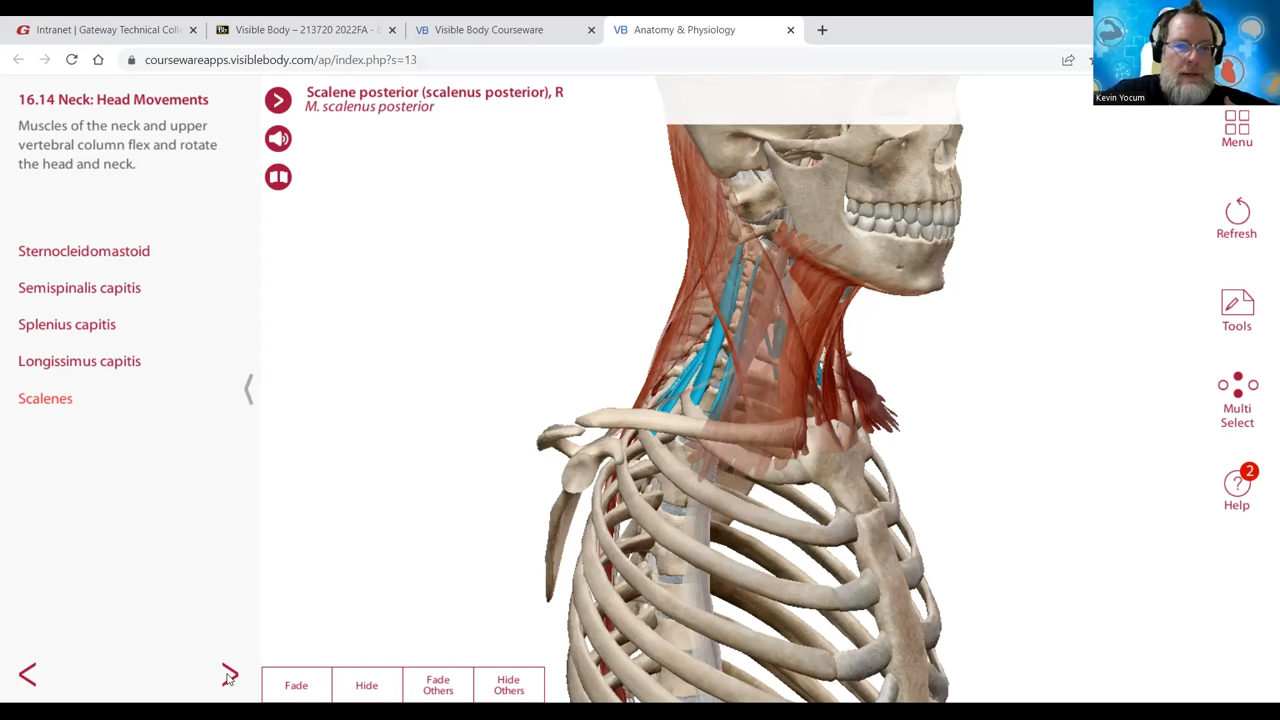 Intranet | Gateway Technical Coll
Visible Body – 213720 2022FA - E
Visible Body Courseware
Anatomy & Physiology
coursewareapps.visiblebody.com/ap/index.php?s=13
Kevin Yocum
16.14 Neck: Head Movements
Muscles of the neck and upper
vertebral column flex and rotate
the head and neck.
Sternocleidomastoid
Semispinalis capitis
Splenius capitis
Longissimus capitis
Scalenes
Scalene posterior (scalenus posterior), R
M. scalenus posterior
Menu
Refresh
Tools
Multi
Select
2
Help
Fade
Hide
Fade
Others
Hide
Others